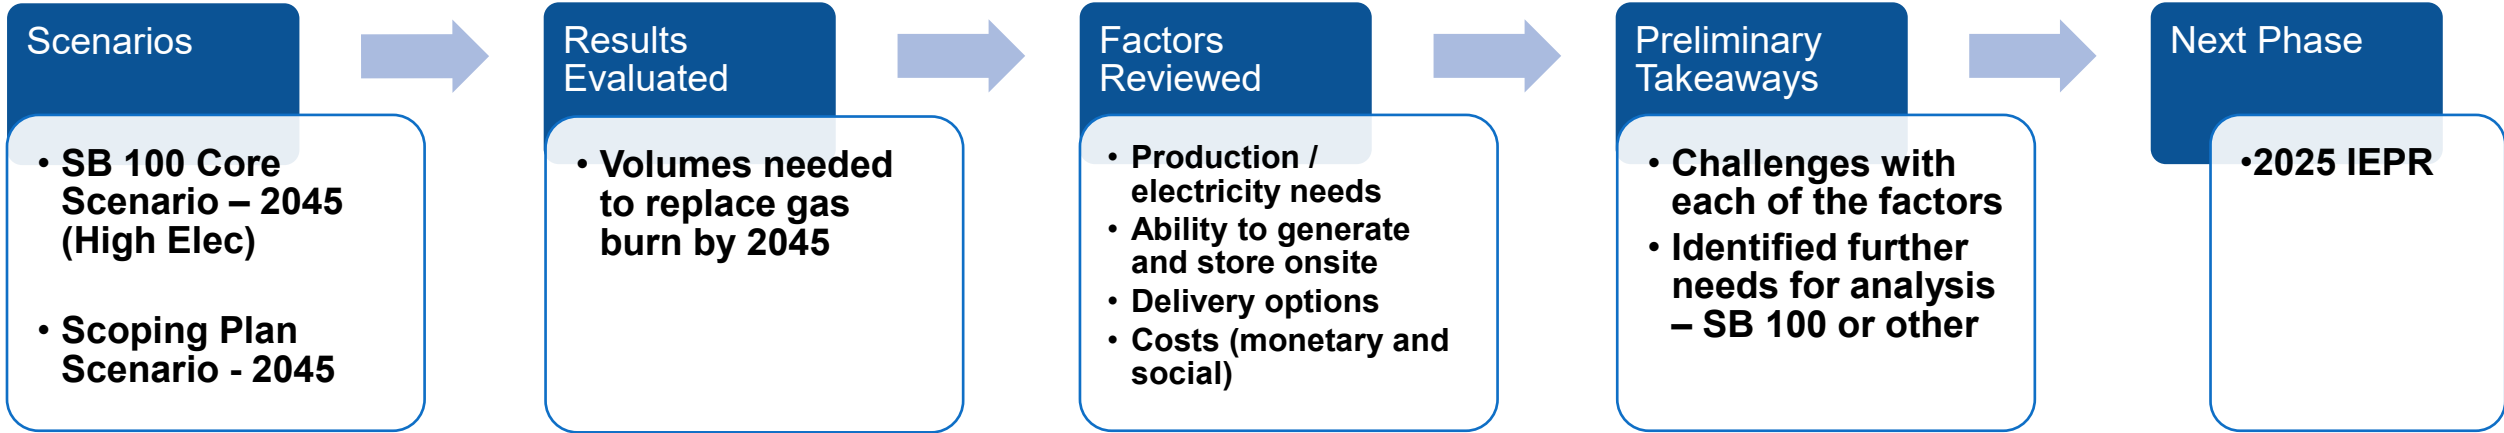 Scenarios
• SB 100 Core
Scenario – 2045
(High Elec)
• Scoping Plan
Scenario - 2045
Results
Evaluated
• Volumes needed
to replace gas
burn by 2045
Factors
Reviewed
• Production /
electricity needs
• Ability to generate
and store onsite
• Delivery options
• Costs (monetary and
social)
Preliminary
Takeaways
• Challenges with
each of the factors
• Identified further
needs for analysis
– SB 100 or other
Next Phase
•2025 IEPR